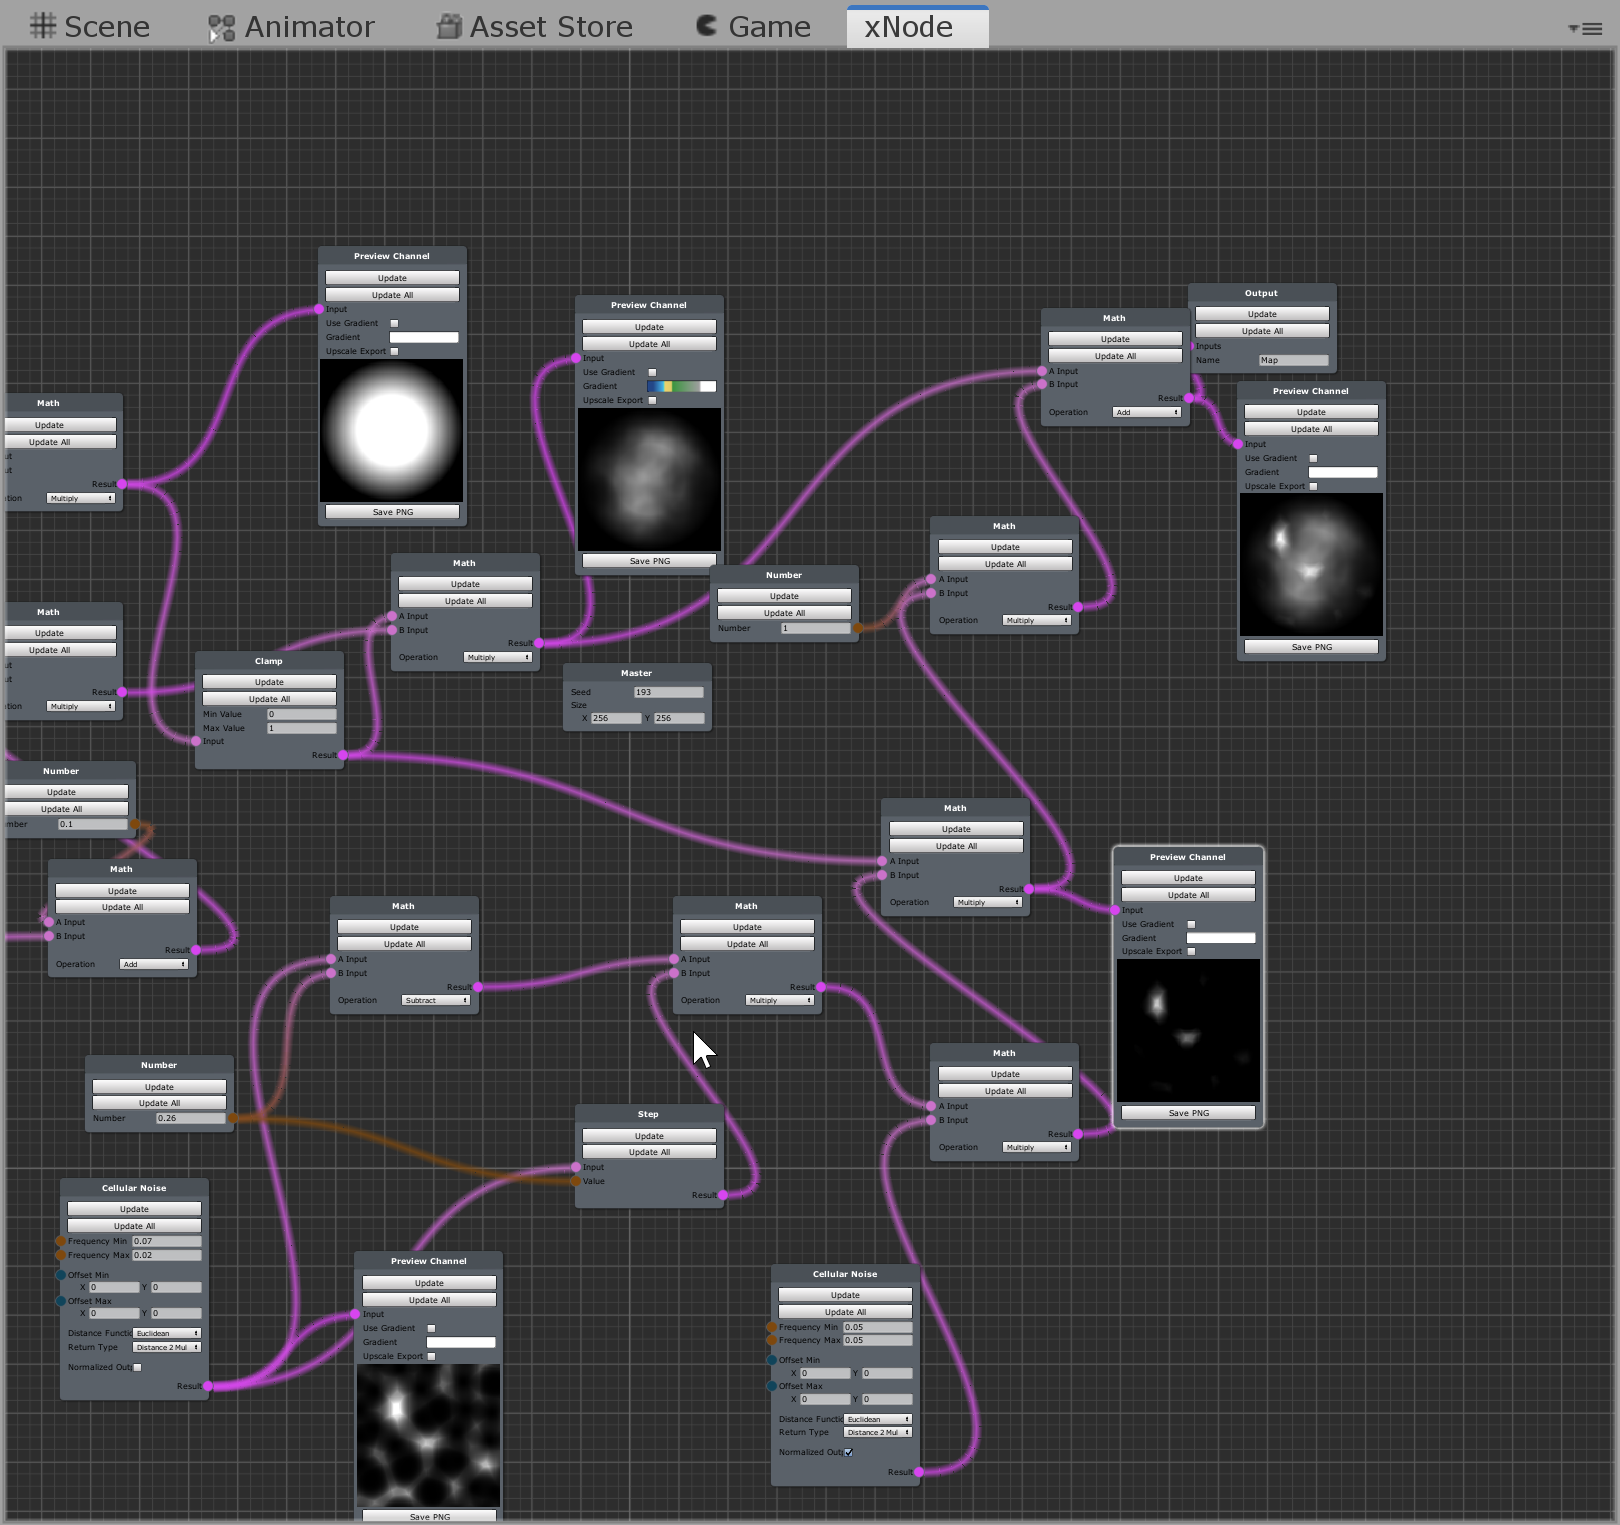 Scene
Animator
Asset Store
Game
xNode
Preview Channel
Update
Update All
Input
Use Gradient
Gradient
Upscale Export
Save PNG
Preview Channel
Update
Update All
Input
Use Gradient
Gradient
Upscale Export
Save PNG
Output
Update
Update All
Inputs
Name Map
Math
Update
Update All
A Input
B Input
Result
Operation Add
Preview Channel
Update
Update All
Input
Use Gradient
Gradient
Upscale Export
Save PNG
Math
Update
Update All
ut
ut
Result
tion Multiply
Math
Update
Update All
A Input
B Input
Result
Operation Multiply
Number
Update
Update All
Number 1
Math
Update
Update All
A Input
B Input
Result
Operation Multiply
Math
Update
Update All
ut
ut
Result
tion Multiply
Clamp
Update
Update All
Min Value 0
Max Value 1
Input
Result
Master
Seed 193
Size
X 256 Y 256
Number
Update
Update All
mber 0.1
Math
Update
Update All
A Input
B Input
Result
Operation Multiply
Preview Channel
Update
Update All
Input
Use Gradient
Gradient
Upscale Export
Save PNG
Math
Update
Update All
A Input
B Input
Result
Operation Add
Math
Update
Update All
A Input
B Input
Result
Operation Subtract
Math
Update
Update All
A Input
B Input
Result
Operation Multiply
Number
Update
Update All
Number 0.26
Math
Update
Update All
A Input
B Input
Result
Operation Multiply
Step
Update
Update All
Input
Value
Result
Cellular Noise
Update
Update All
Frequency Min 0.07
Frequency Max 0.02
Offset Min
X 0 Y 0
Offset Max
X 0 Y 0
Distance Functi Euclidean
Return Type Distance 2 Mul
Normalized Out
Result
Preview Channel
Update
Update All
Input
Use Gradient
Gradient
Upscale Export
Save PNG
Cellular Noise
Update
Update All
Frequency Min 0.05
Frequency Max 0.05
Offset Min
X 0 Y 0
Offset Max
X 0 Y 0
Distance Functi Euclidean
Return Type Distance 2 Mul
Normalized Out
Result